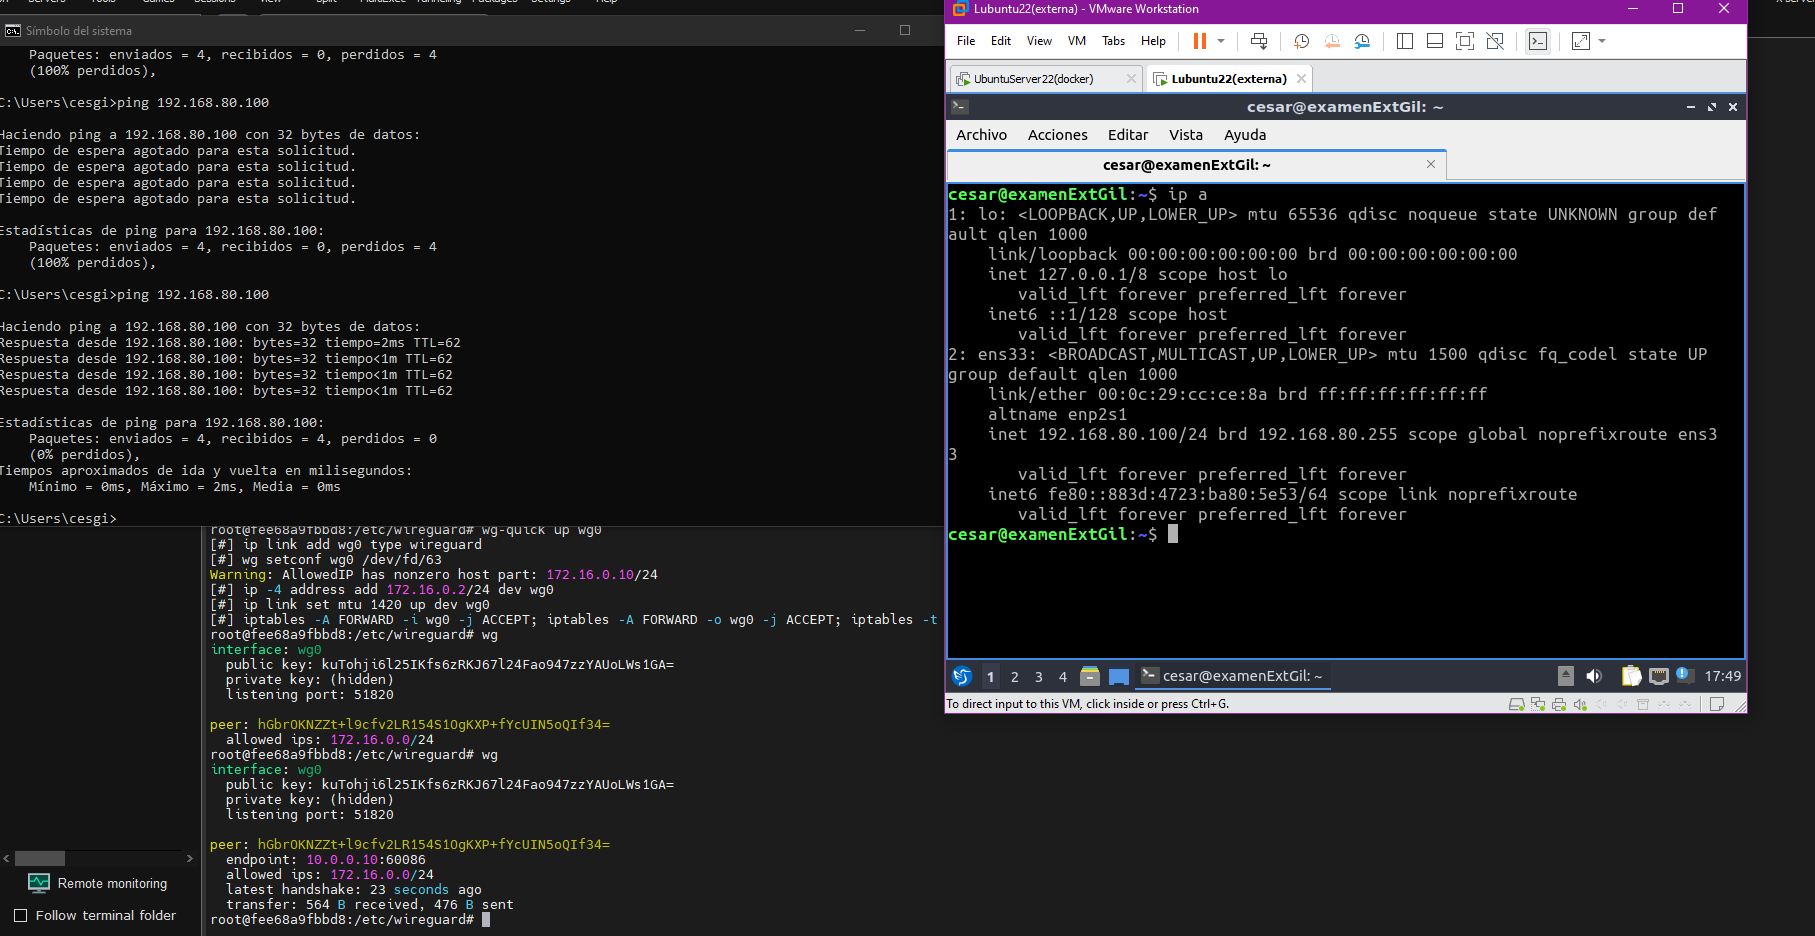 Servers Tools Games Sessions View Split MultiExec Tunneling Packages Settings Help
Símbolo del sistema
    Paquetes: enviados = 4, recibidos = 0, perdidos = 4
    (100% perdidos),
C:\Users\cesgi>ping 192.168.80.100
Haciendo ping a 192.168.80.100 con 32 bytes de datos:
Tiempo de espera agotado para esta solicitud.
Tiempo de espera agotado para esta solicitud.
Tiempo de espera agotado para esta solicitud.
Tiempo de espera agotado para esta solicitud.
Estadísticas de ping para 192.168.80.100:
    Paquetes: enviados = 4, recibidos = 0, perdidos = 4
    (100% perdidos),
C:\Users\cesgi>ping 192.168.80.100
Haciendo ping a 192.168.80.100 con 32 bytes de datos:
Respuesta desde 192.168.80.100: bytes=32 tiempo=2ms TTL=62
Respuesta desde 192.168.80.100: bytes=32 tiempo<1m TTL=62
Respuesta desde 192.168.80.100: bytes=32 tiempo<1m TTL=62
Respuesta desde 192.168.80.100: bytes=32 tiempo<1m TTL=62
Estadísticas de ping para 192.168.80.100:
    Paquetes: enviados = 4, recibidos = 4, perdidos = 0
    (0% perdidos),
Tiempos aproximados de ida y vuelta en milisegundos:
    Mínimo = 0ms, Máximo = 2ms, Media = 0ms
C:\Users\cesgi>
root@fee68a9fbbd8:/etc/wireguard# wg-quick up wg0
[#] ip link add wg0 type wireguard
[#] wg setconf wg0 /dev/fd/63
Warning: AllowedIP has nonzero host part: 172.16.0.10/24
[#] ip -4 address add 172.16.0.2/24 dev wg0
[#] ip link set mtu 1420 up dev wg0
[#] iptables -A FORWARD -i wg0 -j ACCEPT; iptables -A FORWARD -o wg0 -j ACCEPT; iptables -t
root@fee68a9fbbd8:/etc/wireguard# wg
interface: wg0
  public key: kuTohji6l25IKfs6zRKJ67l24Fao947zzYAUoLWs1GA=
  private key: (hidden)
  listening port: 51820
peer: hGbrOKNZZt+l9cfv2LR154S1OgKXP+fYcUIN5oQIf34=
  allowed ips: 172.16.0.0/24
root@fee68a9fbbd8:/etc/wireguard# wg
interface: wg0
  public key: kuTohji6l25IKfs6zRKJ67l24Fao947zzYAUoLWs1GA=
  private key: (hidden)
  listening port: 51820
peer: hGbrOKNZZt+l9cfv2LR154S1OgKXP+fYcUIN5oQIf34=
  endpoint: 10.0.0.10:60086
  allowed ips: 172.16.0.0/24
  latest handshake: 23 seconds ago
  transfer: 564 B received, 476 B sent
root@fee68a9fbbd8:/etc/wireguard#
Remote monitoring
Follow terminal folder
Lubuntu22(externa) - VMware Workstation
File Edit View VM Tabs Help
UbuntuServer22(docker) Lubuntu22(externa)
cesar@examenExtGil: ~
Archivo Acciones Editar Vista Ayuda
cesar@examenExtGil: ~
cesar@examenExtGil:~$ ip a
1: lo: <LOOPBACK,UP,LOWER_UP> mtu 65536 qdisc noqueue state UNKNOWN group def
ault qlen 1000
    link/loopback 00:00:00:00:00:00 brd 00:00:00:00:00:00
    inet 127.0.0.1/8 scope host lo
       valid_lft forever preferred_lft forever
    inet6 ::1/128 scope host
       valid_lft forever preferred_lft forever
2: ens33: <BROADCAST,MULTICAST,UP,LOWER_UP> mtu 1500 qdisc fq_codel state UP
group default qlen 1000
    link/ether 00:0c:29:cc:ce:8a brd ff:ff:ff:ff:ff:ff
    altname enp2s1
    inet 192.168.80.100/24 brd 192.168.80.255 scope global noprefixroute ens3
3
       valid_lft forever preferred_lft forever
    inet6 fe80::883d:4723:ba80:5e53/64 scope link noprefixroute
       valid_lft forever preferred_lft forever
cesar@examenExtGil:~$
1 2 3 4 cesar@examenExtGil: ~ 17:49
To direct input to this VM, click inside or press Ctrl+G.